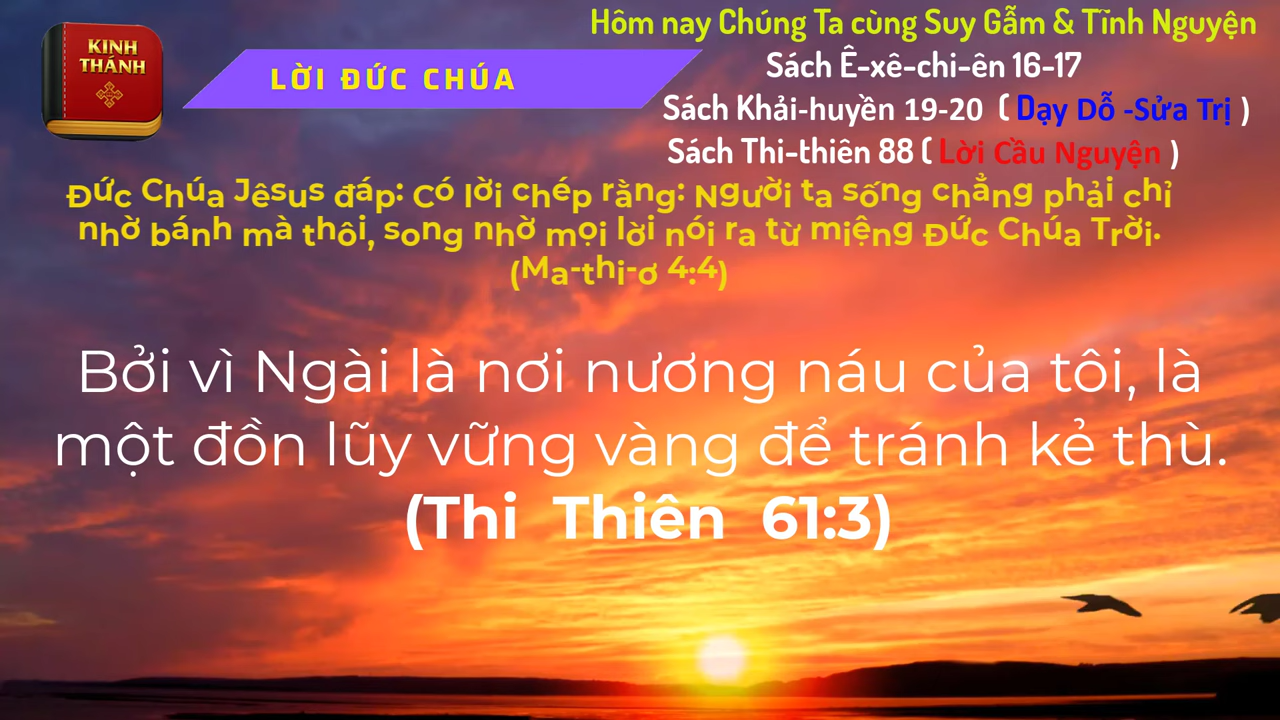 KINH
THÁNH
LỜI ĐỨC CHÚA
Hôm nay Chúng Ta cùng Suy Gẫm & Tĩnh Nguyện
Sách Ê-xê-chi-ên 16-17
Sách Khải-huyền 19-20 ( Dạy Dỗ -Sửa Trị )
Sách Thi-thiên 88 ( Lời Cầu Nguyện )
Đức Chúa Jêsus đáp: Có lời chép rằng: Người ta sống chẳng phải chỉ
nhờ bánh mà thôi, song nhờ mọi lời nói ra từ miệng Đức Chúa Trời.
(Ma-thi-ơ 4:4)
Bởi vì Ngài là nơi nương náu của tôi, là
một đồn lũy vững vàng để tránh kẻ thù.
(Thi Thiên 61:3)